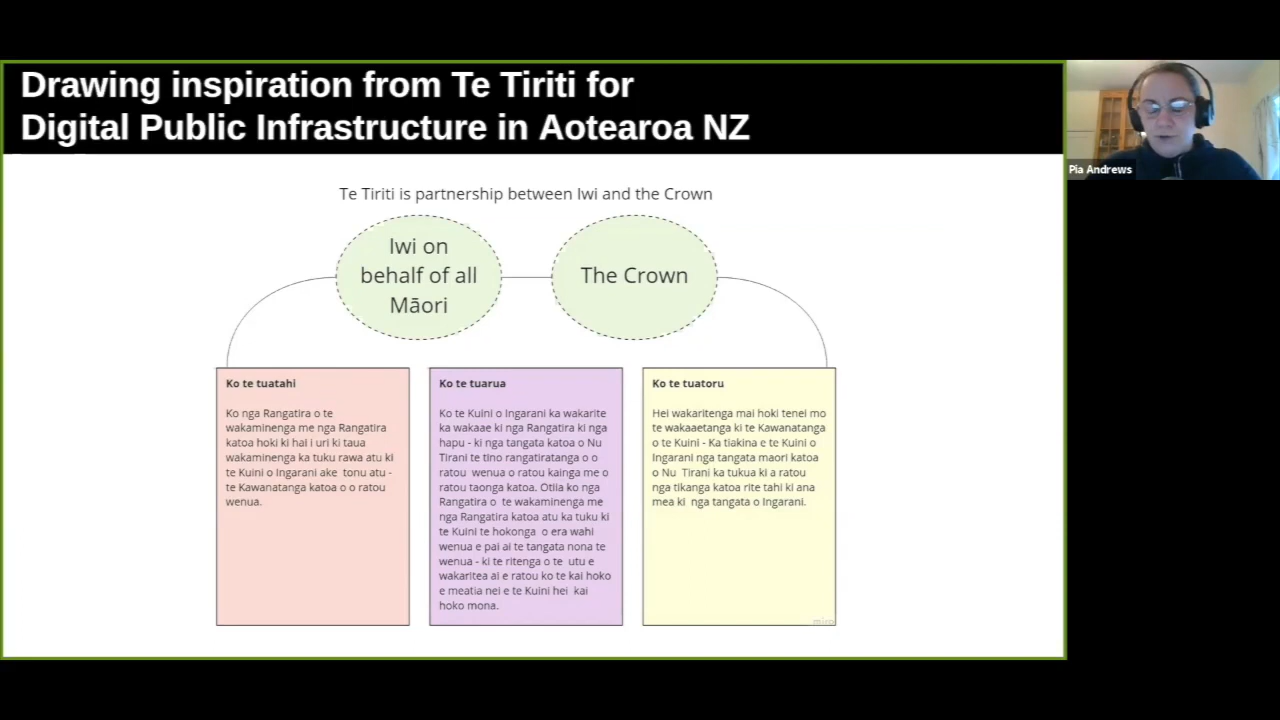 Drawing inspiration from Te Tiriti for
Digital Public Infrastructure in Aotearoa NZ
Pia Andrews
Te Tiriti is partnership between Iwi and the Crown
Iwi on
behalf of all
Māori
The Crown
Ko te tuatahi
Ko nga Rangatira o te
wakaminenga me nga Rangatira
katoa hoki ki hai i uri ki taua
wakaminenga ka tuku rawa atu ki
te Kuini o Ingarani ake tonu atu -
te Kawanatanga katoa o o ratou
wenua.
Ko te tuarua
Ko te Kuini o Ingarani ka wakarite
ka wakaae ki nga Rangatira ki nga
hapu - ki nga tangata katoa o Nu
Tirani te tino rangatiratanga o o
ratou wenua o ratou kainga me o
ratou taonga katoa. Otiia ko nga
Rangatira o te wakaminenga me
nga Rangatira katoa atu ka tuku ki
te Kuini te hokonga o era wahi
wenua e pai ai te tangata nona te
wenua - ki te ritenga o te utu e
wakaritea ai e ratou ko te kai hoko
e meatia nei e te Kuini hei kai
hoko mona.
Ko te tuatoru
Hei wakaritenga mai hoki tenei mo
te wakaaetanga ki te Kawanatanga
o te Kuini - Ka tiakina e te Kuini o
Ingarani nga tangata maori katoa
o Nu Tirani ka tukua ki a ratou
nga tikanga katoa rite tahi ki ana
mea ki nga tangata o Ingarani.
miro